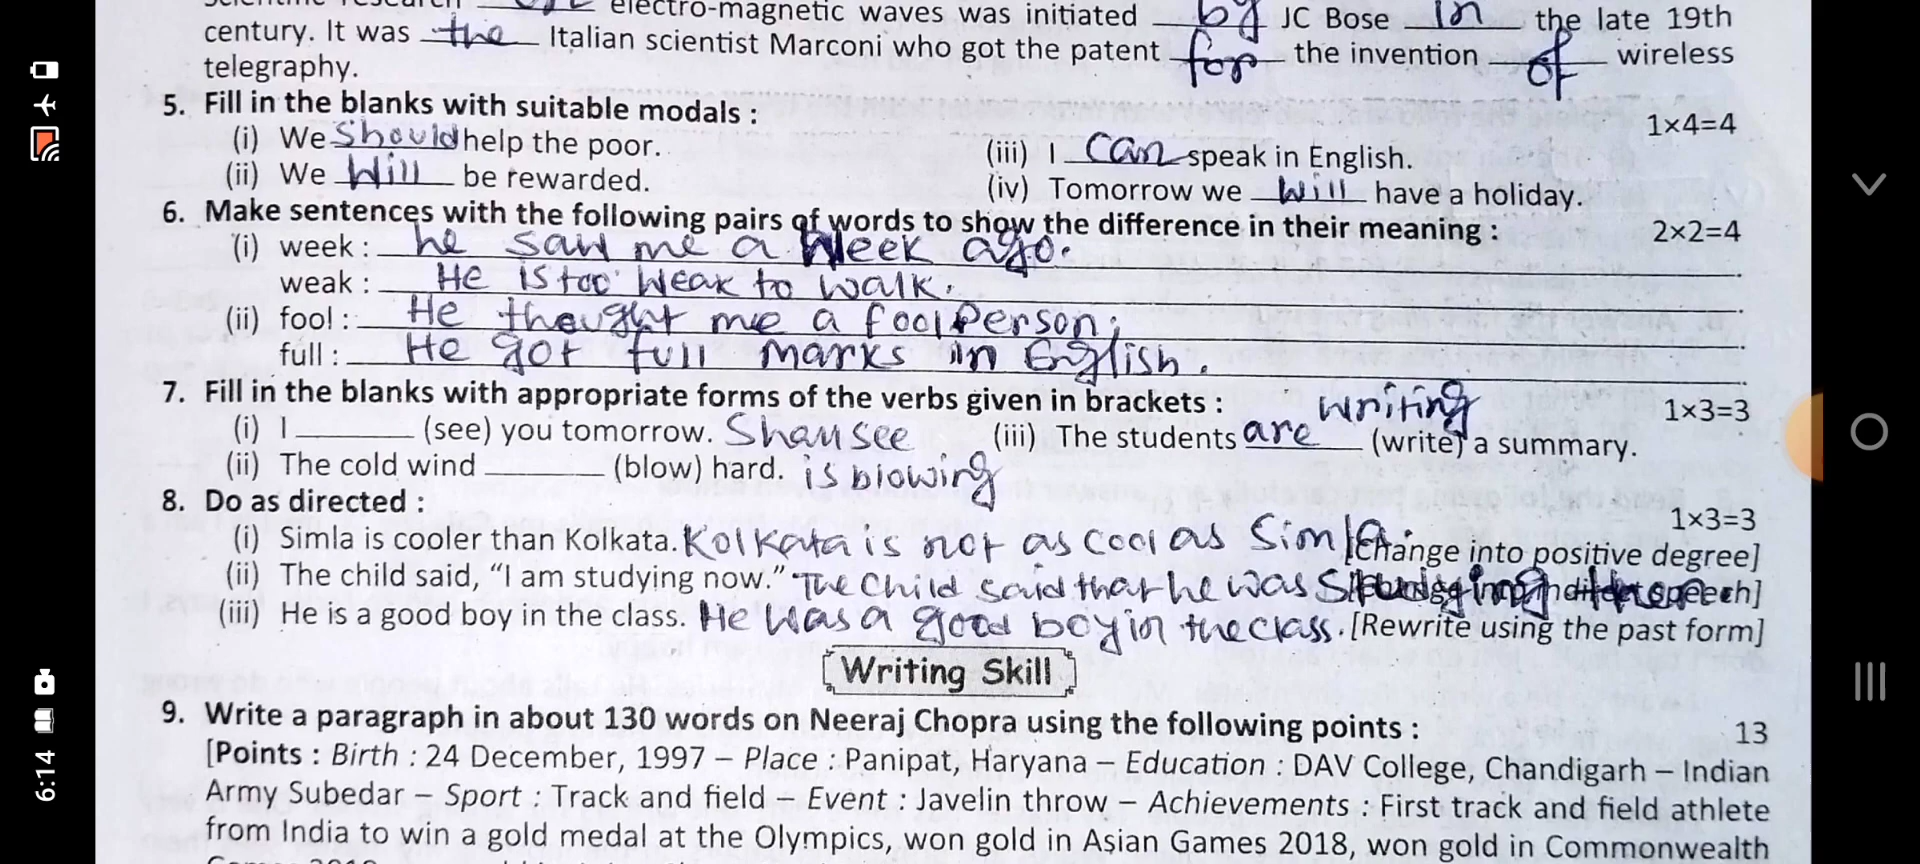 electro-magnetic waves was initiated by JC Bose in the late 19th
century. It was the Italian scientist Marconi who got the patent for the invention of wireless
telegraphy.
5. Fill in the blanks with suitable modals : 1×4=4
(i) We should help the poor. (iii) I can speak in English.
(ii) We Will be rewarded. (iv) Tomorrow we will have a holiday.
6. Make sentences with the following pairs of words to show the difference in their meaning : 2×2=4
(i) week : he saw me a week ago.
weak : He is too weak to walk.
(ii) fool : He thought me a fool person.
full : He got full marks in Eglish.
7. Fill in the blanks with appropriate forms of the verbs given in brackets : 1×3=3
(i) I ________ (see) you tomorrow. Shall see (iii) The students are writing (write) a summary.
(ii) The cold wind ________ (blow) hard. is blowing
8. Do as directed : 1×3=3
(i) Simla is cooler than Kolkata. Kolkata is not as cool as Simla. [Change into positive degree]
(ii) The child said, “I am studying now.” The child said that he was studying then speech]
(iii) He is a good boy in the class. He was a good boy in the class. [Rewrite using the past form]
Writing Skill
9. Write a paragraph in about 130 words on Neeraj Chopra using the following points : 13
[Points : Birth : 24 December, 1997 – Place : Panipat, Haryana – Education : DAV College, Chandigarh – Indian
Army Subedar – Sport : Track and field – Event : Javelin throw – Achievements : First track and field athlete
from India to win a gold medal at the Olympics, won gold in Asian Games 2018, won gold in Commonwealth
6:14